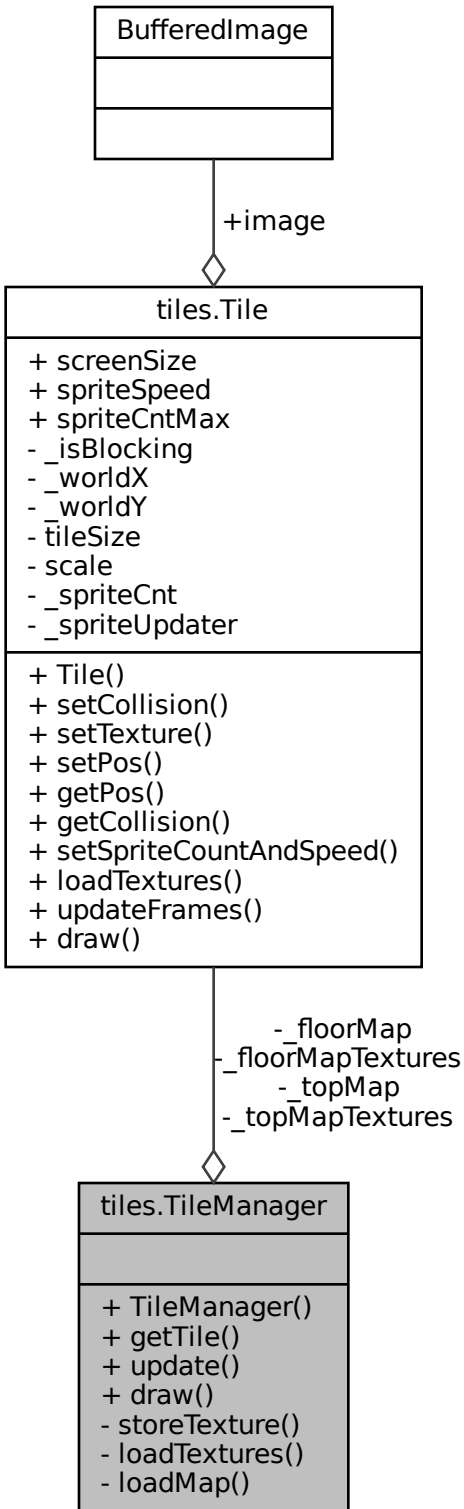 BufferedImage
+image
tiles.Tile
+ screenSize
+ spriteSpeed
+ spriteCntMax
- _isBlocking
- _worldX
- _worldY
- tileSize
- scale
- _spriteCnt
- _spriteUpdater
+ Tile()
+ setCollision()
+ setTexture()
+ setPos()
+ getPos()
+ getCollision()
+ setSpriteCountAndSpeed()
+ loadTextures()
+ updateFrames()
+ draw()
-_floorMap
-_floorMapTextures
-_topMap
-_topMapTextures
tiles.TileManager
+ TileManager()
+ getTile()
+ update()
+ draw()
- storeTexture()
- loadTextures()
- loadMap()